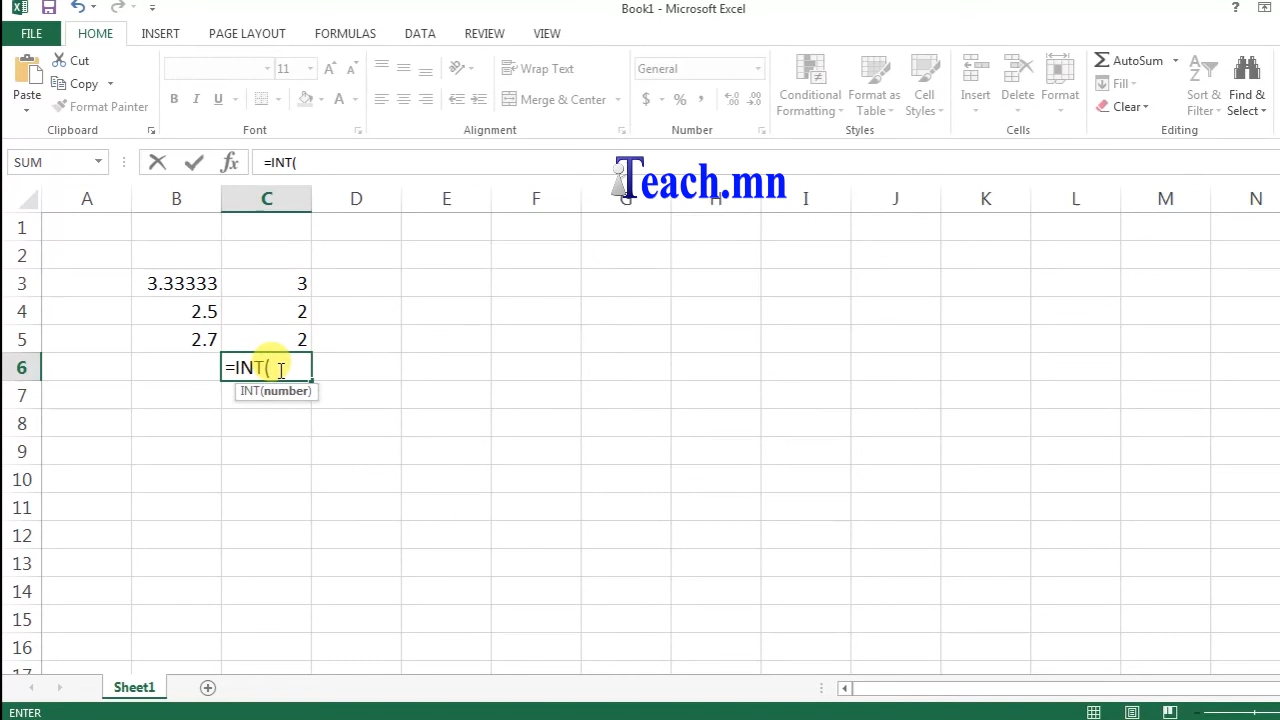 Book1 - Microsoft Excel
?
FILE HOME INSERT PAGE LAYOUT FORMULAS DATA REVIEW VIEW
Paste
Cut
Copy
Format Painter
Clipboard
11
B I U
Font
Wrap Text
Merge & Center
Alignment
General
$ % ,
Number
Conditional Formatting
Format as Table
Cell Styles
Styles
Insert Delete Format
Cells
AutoSum
Fill
Clear
Sort & Filter
Find & Select
Editing
SUM fx =INT(
Teach.mn
A B C D E F G H I J K L M N
1
2
3 3.33333 3
4 2.5 2
5 2.7 2
6 =INT(
INT(number)
7
8
9
10
11
12
13
14
15
16
17
Sheet1
ENTER